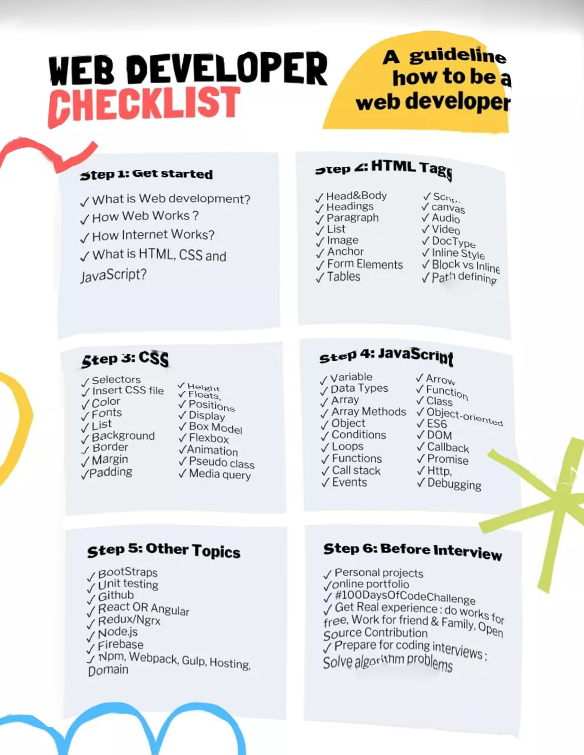 WEB DEVELOPER
CHECKLIST
A guideline
how to be a
web developer
Step 1: Get started
✓ What is Web development?
✓ How Web Works ?
✓ How Internet Works?
✓ What is HTML, CSS and
JavaScript?
Step 2: HTML Tags
✓ Head&Body
✓ Headings
✓ Paragraph
✓ List
✓ Image
✓ Anchor
✓ Form Elements
✓ Tables
✓ canvas
✓ Audio
✓ Video
✓ DocType
✓ Inline Style
✓ Block vs Inline
✓ Path defining
Step 3: CSS
✓ Selectors
✓ Insert CSS file
✓ Color
✓ Fonts
✓ List
✓ Background
✓ Border
✓ Margin
✓Padding
✓ Height
✓ Floats,
✓ Positions
✓ Display
✓ Box Model
✓ Flexbox
✓Animation
✓ Pseudo class
✓ Media query
Step 4: JavaScript
✓ Variable
✓ Data Types
✓ Array
✓ Array Methods
✓ Object
✓ Conditions
✓ Loops
✓ Functions
✓ Call stack
✓ Events
✓ Arrow
✓ Function
✓ Class
✓ Object-oriented
✓ ES6
✓ DOM
✓ Callback
✓ Promise
✓ Http,
✓ Debugging
Step 5: Other Topics
✓ BootStraps
✓ Unit testing
✓ Github
✓ React OR Angular
✓ Redux/Ngrx
✓ Node.js
✓ Firebase
✓ Npm, Webpack, Gulp, Hosting,
Domain
Step 6: Before Interview
✓ Personal projects
✓online portfolio
✓ #100DaysOfCodeChallenge
✓ Get Real experience : do works for
free, Work for friend & Family, Open
Source Contribution
✓ Prepare for coding interviews :
Solve algorithm problems